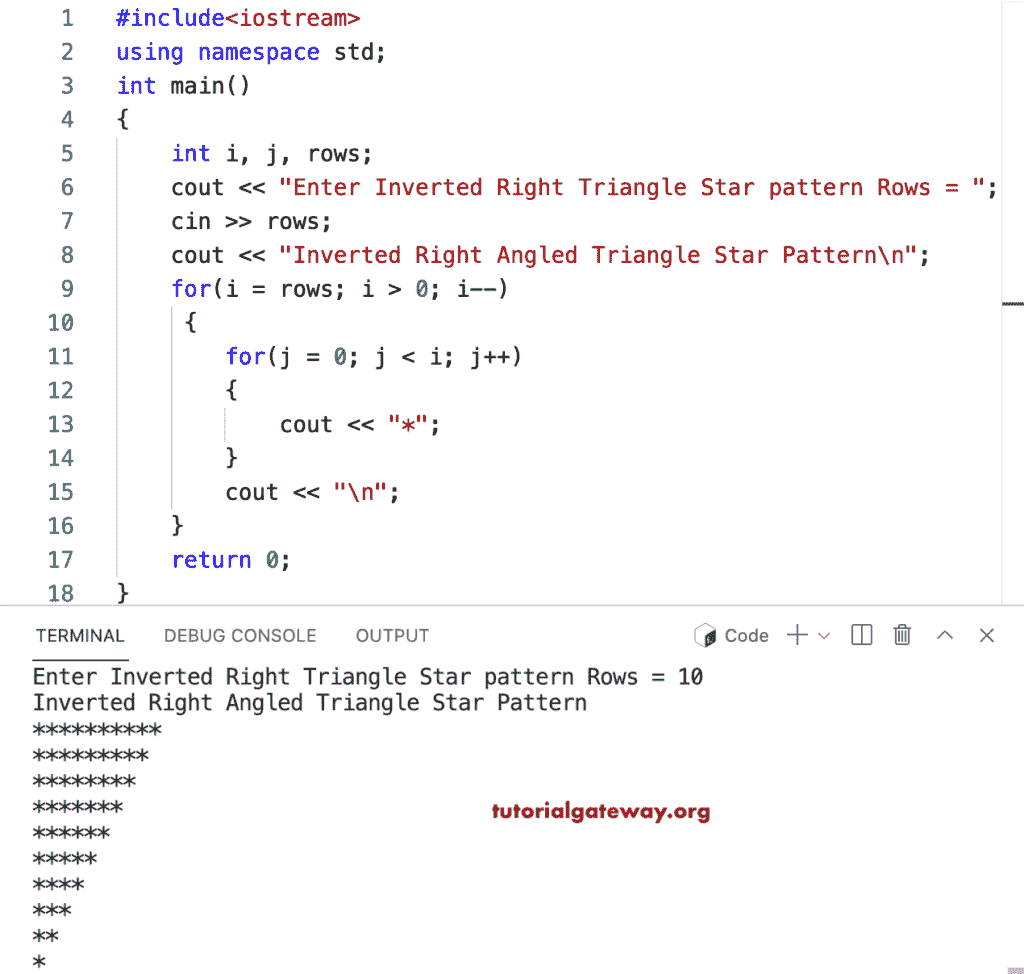 1 #include<iostream>
2 using namespace std;
3 int main()
4 {
5 int i, j, rows;
6 cout << "Enter Inverted Right Triangle Star pattern Rows = ";
7 cin >> rows;
8 cout << "Inverted Right Angled Triangle Star Pattern\n";
9 for(i = rows; i > 0; i--)
10 {
11 for(j = 0; j < i; j++)
12 {
13 cout << "*";
14 }
15 cout << "\n";
16 }
17 return 0;
18 }
TERMINAL DEBUG CONSOLE OUTPUT Code
Enter Inverted Right Triangle Star pattern Rows = 10
Inverted Right Angled Triangle Star Pattern
**********
*********
********
*******
tutorialgateway.org
******
*****
****
***
**
*